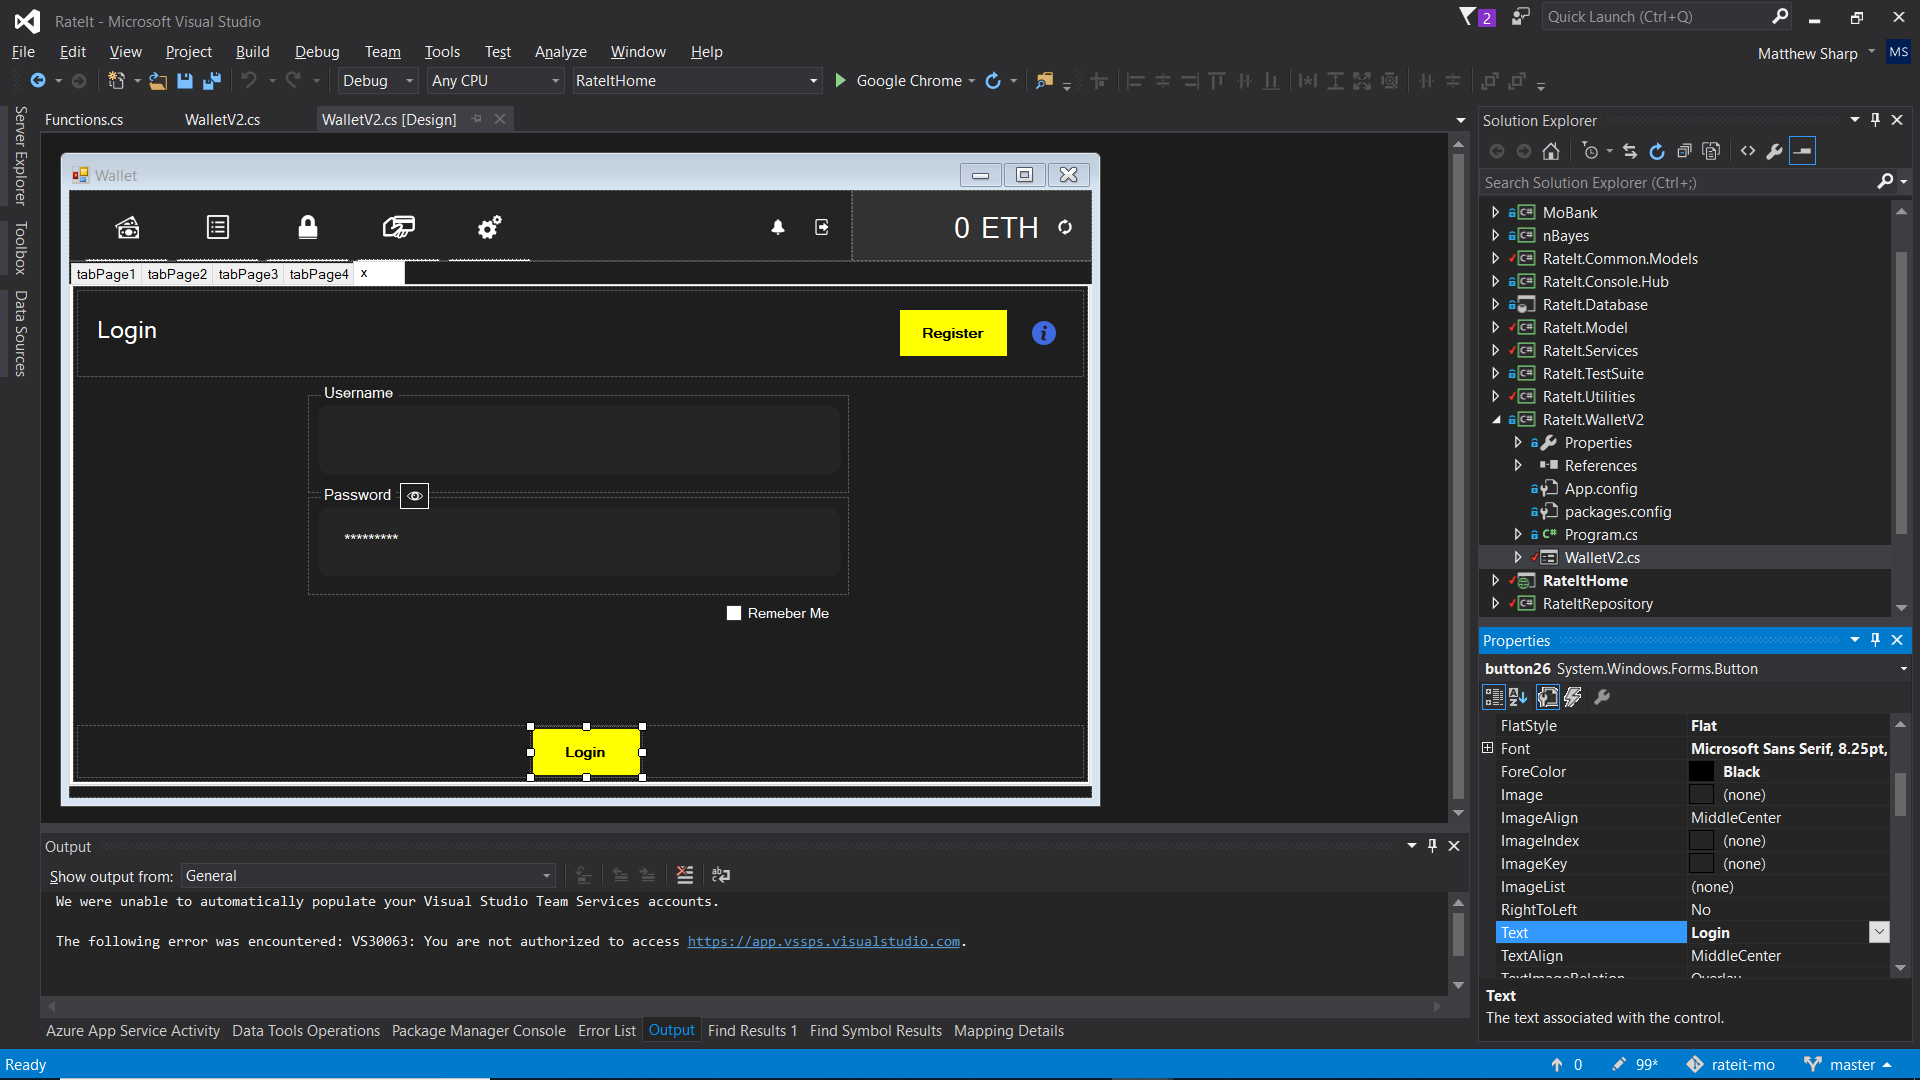 RateIt - Microsoft Visual Studio
2
Quick Launch (Ctrl+Q)
File Edit View Project Build Debug Team Tools Test Analyze Window Help
Matthew Sharp MS
Debug Any CPU RateItHome Google Chrome
Server Explorer
Toolbox
Data Sources
Functions.cs WalletV2.cs WalletV2.cs [Design]
Wallet
0 ETH
tabPage1 tabPage2 tabPage3 tabPage4 x
Login
Register
i
Username
Password
*********
Remeber Me
Login
Output
Show output from: General
We were unable to automatically populate your Visual Studio Team Services accounts.
The following error was encountered: VS30063: You are not authorized to access https://app.vssps.visualstudio.com.
Azure App Service Activity Data Tools Operations Package Manager Console Error List Output Find Results 1 Find Symbol Results Mapping Details
Solution Explorer
Search Solution Explorer (Ctrl+;)
C# MoBank
C# nBayes
C# RateIt.Common.Models
C# RateIt.Console.Hub
RateIt.Database
C# RateIt.Model
C# RateIt.Services
C# RateIt.TestSuite
C# RateIt.Utilities
C# RateIt.WalletV2
Properties
References
App.config
packages.config
C# Program.cs
WalletV2.cs
RateItHome
C# RateItRepository
Properties
button26 System.Windows.Forms.Button
FlatStyle Flat
Font Microsoft Sans Serif, 8.25pt,
ForeColor Black
Image (none)
ImageAlign MiddleCenter
ImageIndex (none)
ImageKey (none)
ImageList (none)
RightToLeft No
Text Login
TextAlign MiddleCenter
TextImageRelation Overlay
Text
The text associated with the control.
Ready
0 99* rateit-mo master